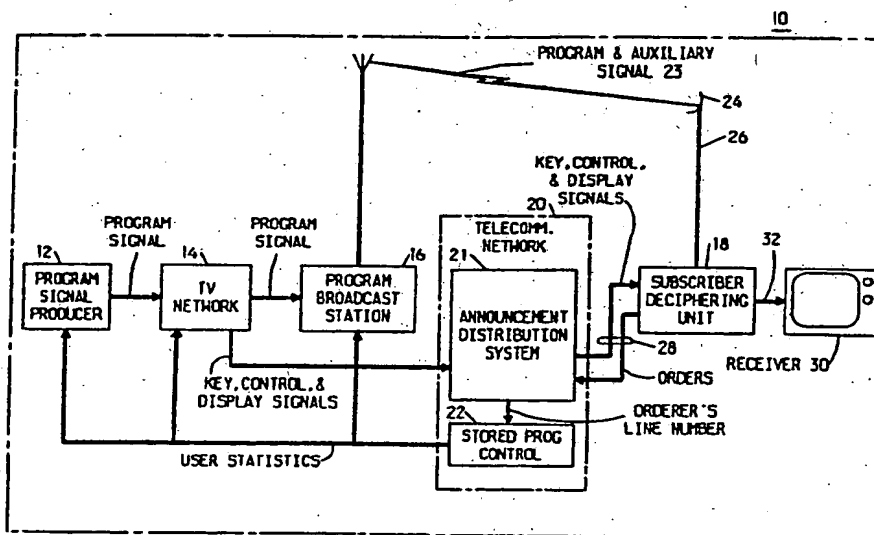 10
PROGRAM & AUXILIARY
SIGNAL 23
24
26
KEY, CONTROL,
& DISPLAY
SIGNALS
20
TELECOMM.
NETWORK
PROGRAM
SIGNAL
PROGRAM
SIGNAL
12
PROGRAM
SIGNAL
PRODUCER
14
TV
NETWORK
16
PROGRAM
BROADCAST
STATION
21
ANNOUNCEMENT
DISTRIBUTION
SYSTEM
18
SUBSCRIBER
DECIPHERING
UNIT
32
28
RECEIVER 30
ORDERS
KEY, CONTROL, &
DISPLAY SIGNALS
22
STORED PROG
CONTROL
ORDERER'S
LINE NUMBER
USER STATISTICS